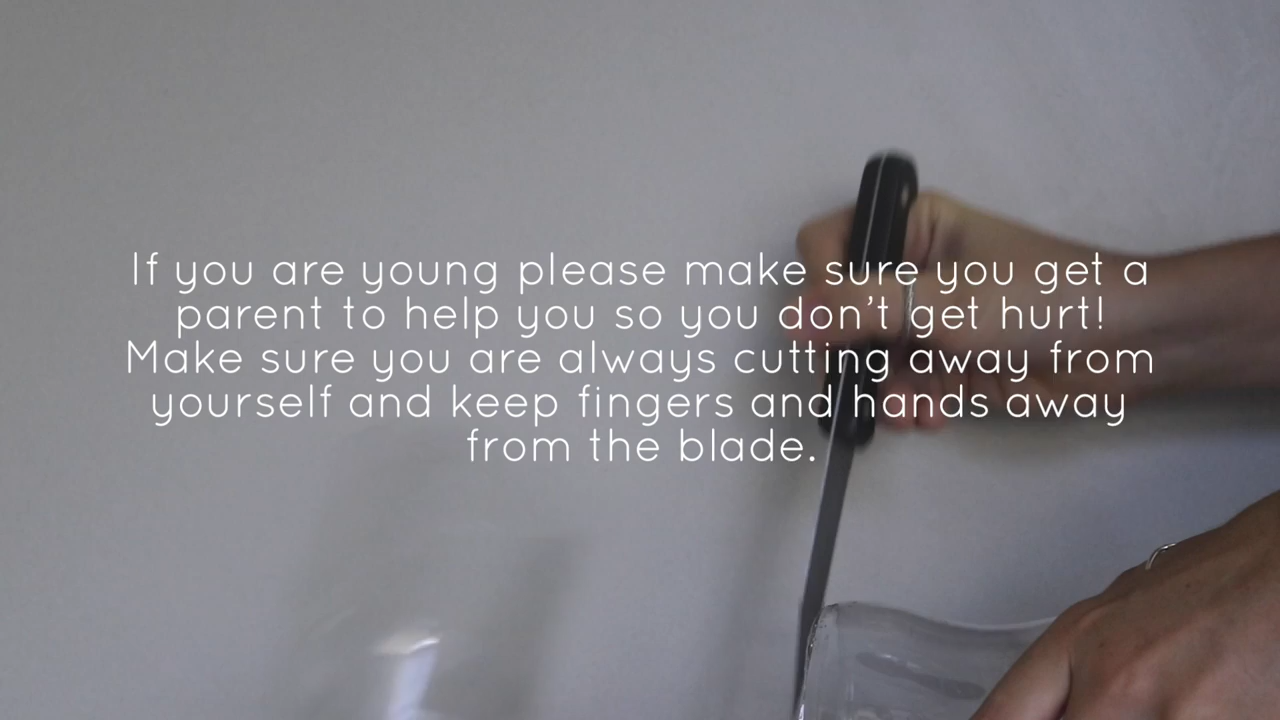 If you are young please make sure you get a
parent to help you so you don't get hurt!
Make sure you are always cutting away from
yourself and keep fingers and hands away
from the blade.